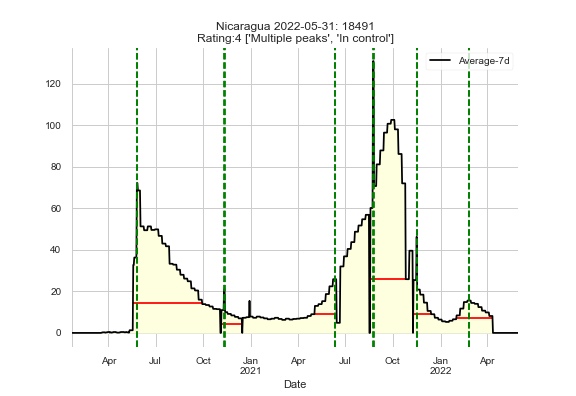 Nicaragua 2022-05-31: 18491
Rating:4 ['Multiple peaks', 'In control']
Average-7d
120
100
80
60
40
20
0
Apr Jul Oct Jan Apr Jul Oct Jan Apr
2021 2022
Date